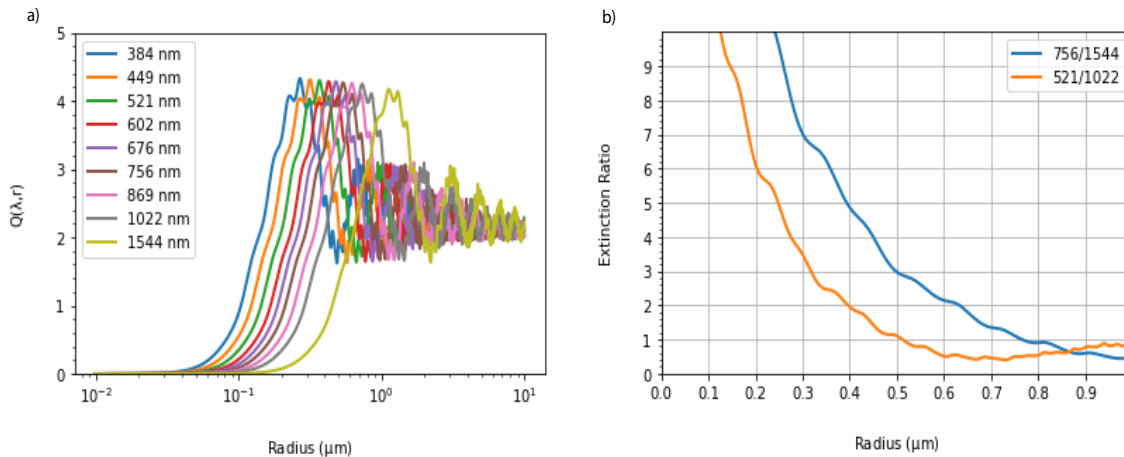 a)
5
4
3
2
1
0
Q(λ,r)
384 nm
449 nm
521 nm
602 nm
676 nm
756 nm
869 nm
1022 nm
1544 nm
10⁻² 10⁻¹ 10⁰ 10¹
Radius (μm)
b)
9
8
7
6
5
4
3
2
1
0
Extinction Ratio
756/1544
521/1022
0.0 0.1 0.2 0.3 0.4 0.5 0.6 0.7 0.8 0.9
Radius (μm)